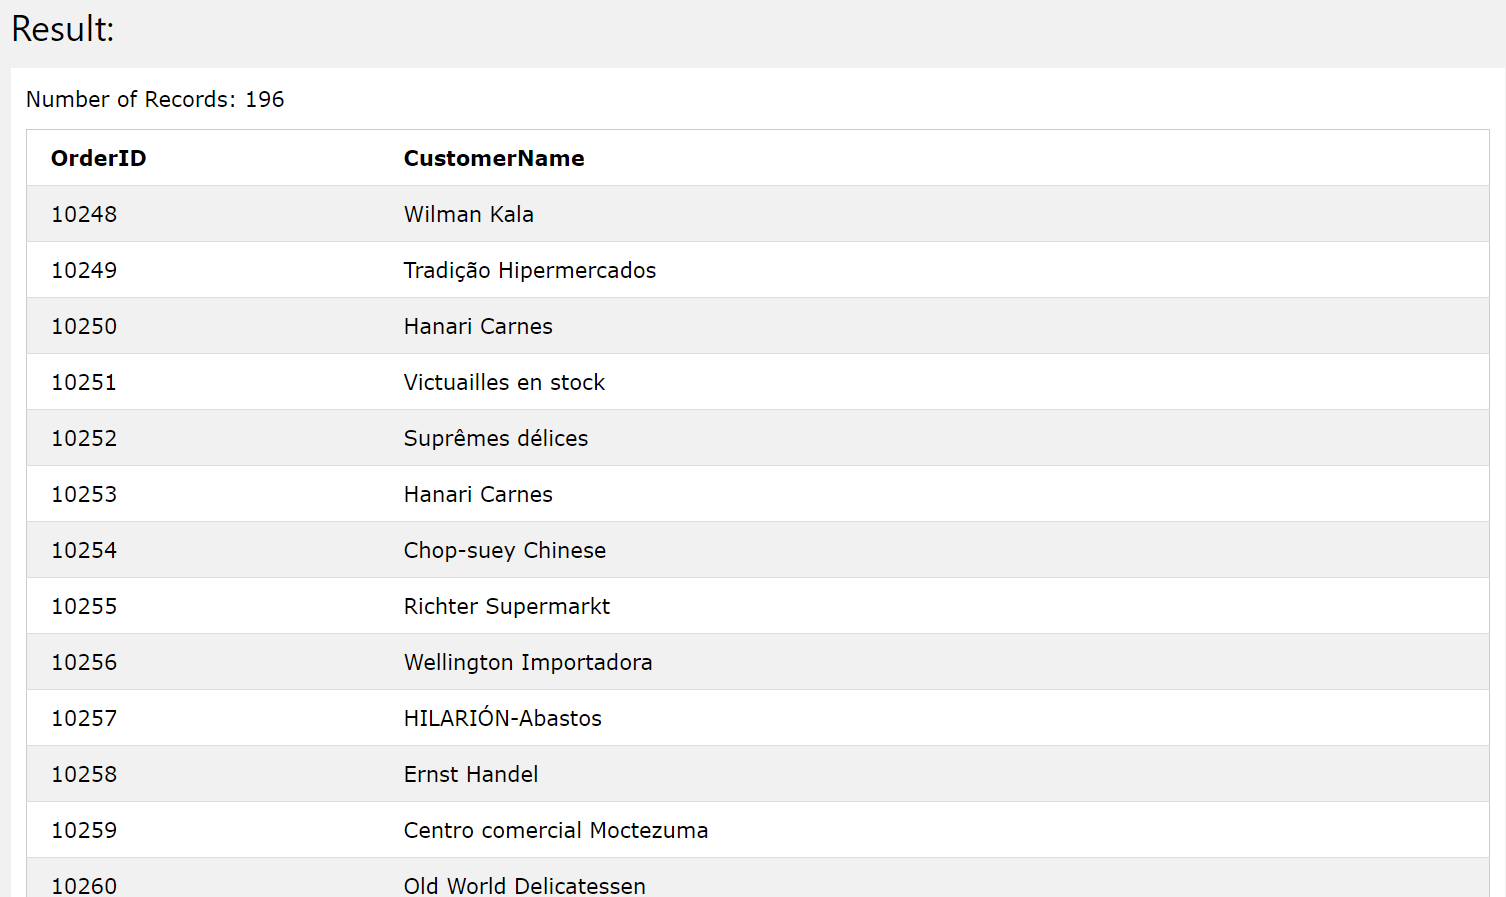 Result:
Number of Records: 196
OrderID CustomerName
10248 Wilman Kala
10249 Tradição Hipermercados
10250 Hanari Carnes
10251 Victuailles en stock
10252 Suprêmes délices
10253 Hanari Carnes
10254 Chop-suey Chinese
10255 Richter Supermarkt
10256 Wellington Importadora
10257 HILARIÓN-Abastos
10258 Ernst Handel
10259 Centro comercial Moctezuma
10260 Old World Delicatessen